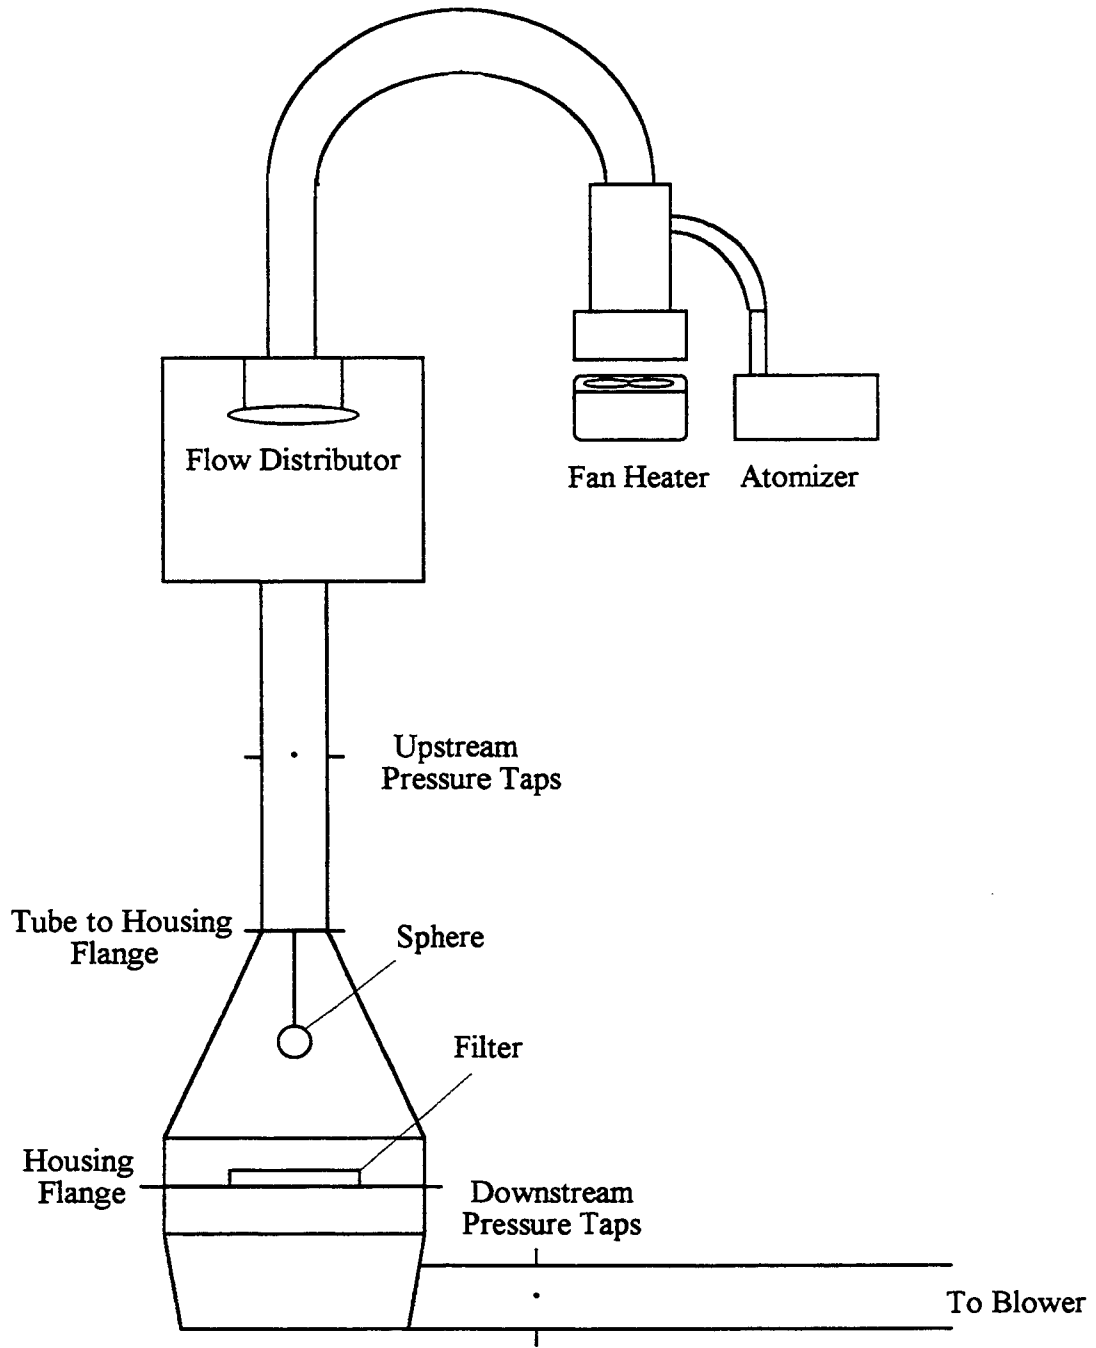 Flow Distributor
Fan Heater
Atomizer
Upstream
Pressure Taps
Tube to Housing
Flange
Sphere
Filter
Housing
Flange
Downstream
Pressure Taps
To Blower